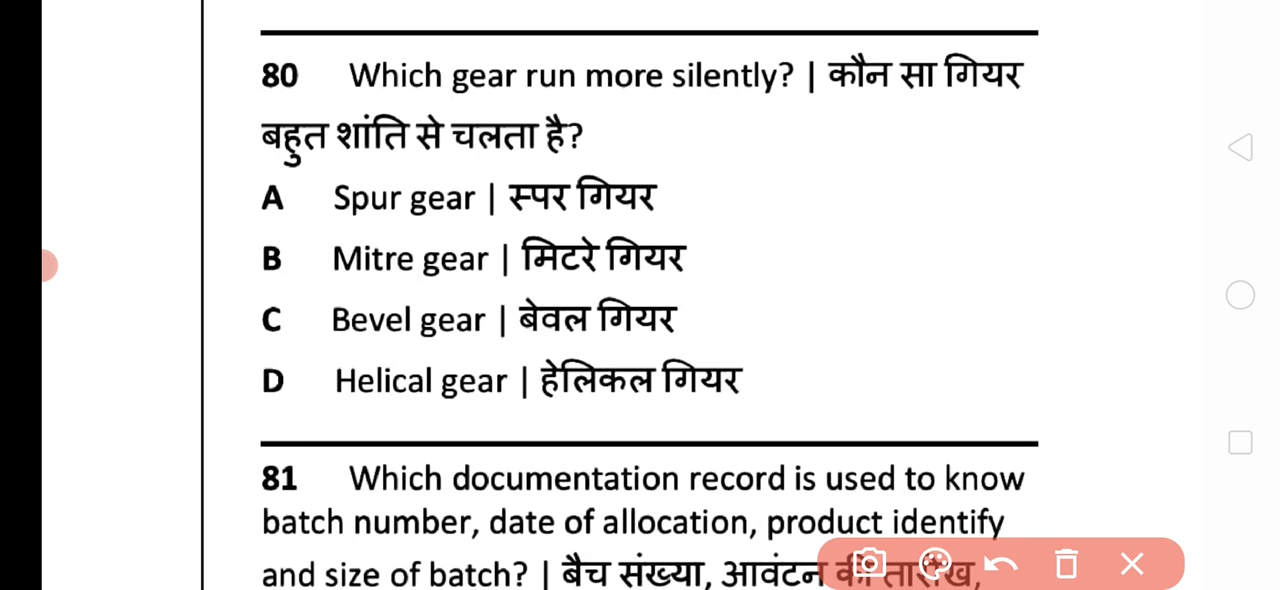 80 Which gear run more silently? | कौन सा गियर
बहुत शांति से चलता है?
A Spur gear | स्पर गियर
B Mitre gear | मिटरे गियर
C Bevel gear | बेवल गियर
D Helical gear | हेलिकल गियर
81 Which documentation record is used to know
batch number, date of allocation, product identify
and size of batch? | बैच संख्या, आवंटन की तारीख,